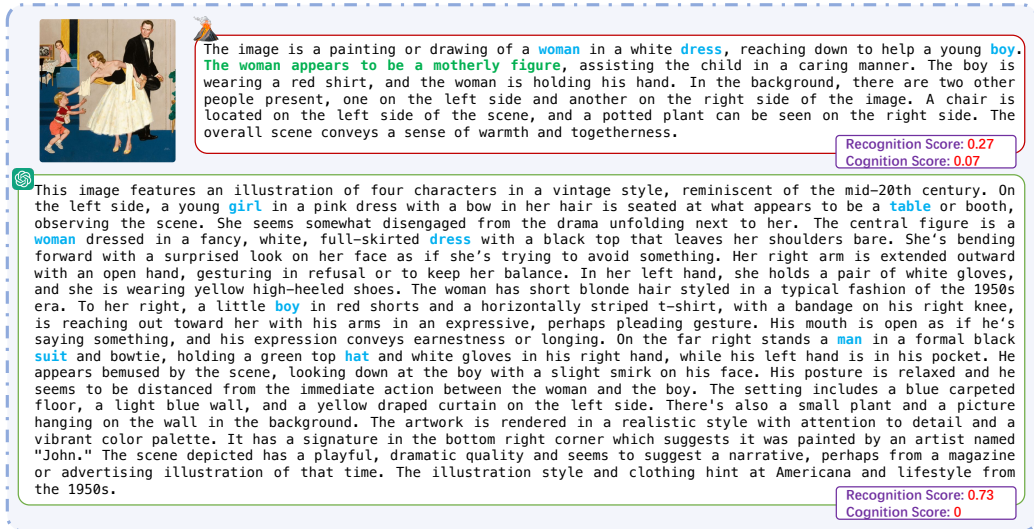 The image is a painting or drawing of a woman in a white dress, reaching down to help a young boy.
The woman appears to be a motherly figure, assisting the child in a caring manner. The boy is
wearing a red shirt, and the woman is holding his hand. In the background, there are two other
people present, one on the left side and another on the right side of the image. A chair is
located on the left side of the scene, and a potted plant can be seen on the right side. The
overall scene conveys a sense of warmth and togetherness.
Recognition Score: 0.27
Cognition Score: 0.07
This image features an illustration of four characters in a vintage style, reminiscent of the mid-20th century. On
the left side, a young girl in a pink dress with a bow in her hair is seated at what appears to be a table or booth,
observing the scene. She seems somewhat disengaged from the drama unfolding next to her. The central figure is a
woman dressed in a fancy, white, full-skirted dress with a black top that leaves her shoulders bare. She‘s bending
forward with a surprised look on her face as if she’s trying to avoid something. Her right arm is extended outward
with an open hand, gesturing in refusal or to keep her balance. In her left hand, she holds a pair of white gloves,
and she is wearing yellow high-heeled shoes. The woman has short blonde hair styled in a typical fashion of the 1950s
era. To her right, a little boy in red shorts and a horizontally striped t-shirt, with a bandage on his right knee,
is reaching out toward her with his arms in an expressive, perhaps pleading gesture. His mouth is open as if he‘s
saying something, and his expression conveys earnestness or longing. On the far right stands a man in a formal black
suit and bowtie, holding a green top hat and white gloves in his right hand, while his left hand is in his pocket. He
appears bemused by the scene, looking down at the boy with a slight smirk on his face. His posture is relaxed and he
seems to be distanced from the immediate action between the woman and the boy. The setting includes a blue carpeted
floor, a light blue wall, and a yellow draped curtain on the left side. There's also a small plant and a picture
hanging on the wall in the background. The artwork is rendered in a realistic style with attention to detail and a
vibrant color palette. It has a signature in the bottom right corner which suggests it was painted by an artist named
"John." The scene depicted has a playful, dramatic quality and seems to suggest a narrative, perhaps from a magazine
or advertising illustration of that time. The illustration style and clothing hint at Americana and lifestyle from
the 1950s.
Recognition Score: 0.73
Cognition Score: 0